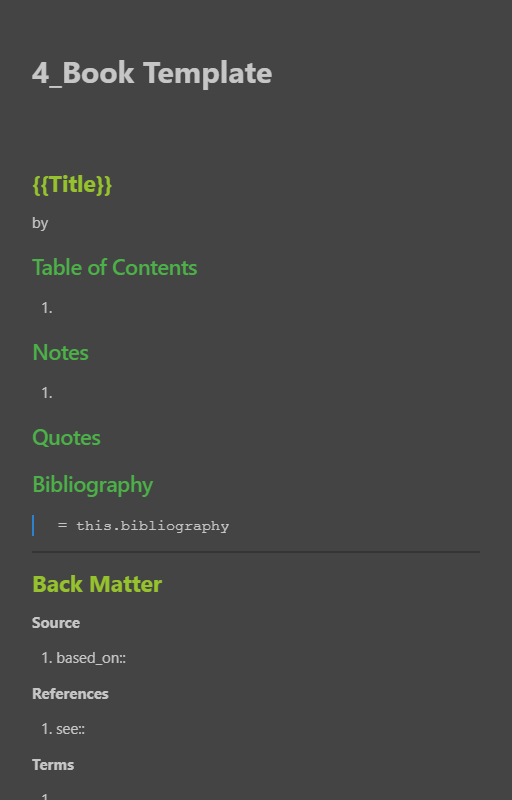 4_Book Template
{{Title}}
by
Table of Contents
1.
Notes
1.
Quotes
Bibliography
= this.bibliography
Back Matter
Source
1. based_on::
References
1. see::
Terms
1.